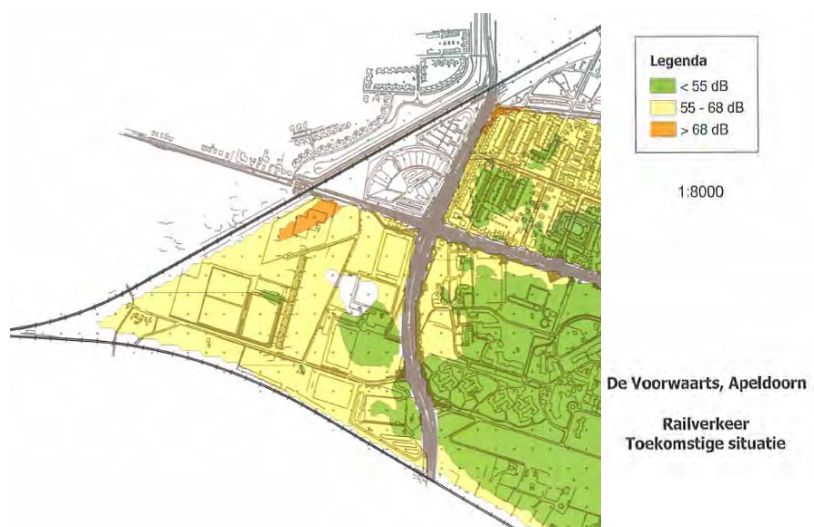 Legenda
< 55 dB
55 - 68 dB
> 68 dB
1:8000
De Voorwaarts, Apeldoorn
Railverkeer
Toekomstige situatie